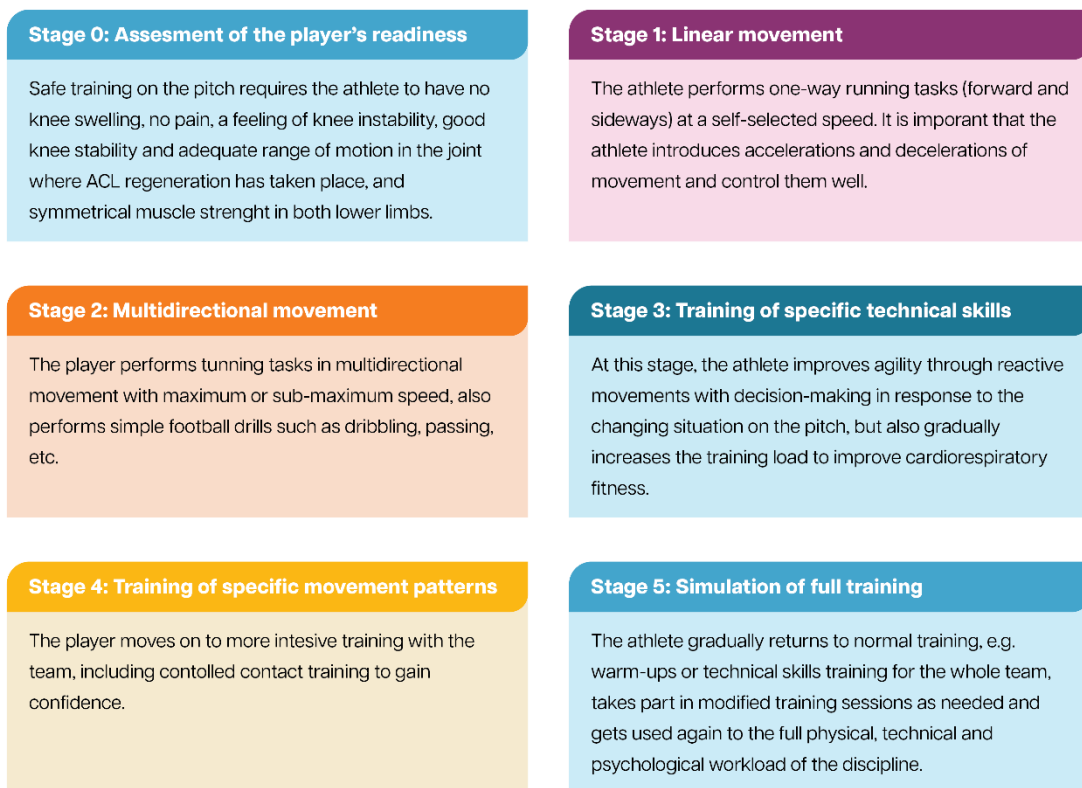 Stage 0: Assesment of the player's readiness
Safe training on the pitch requires the athlete to have no
knee swelling, no pain, a feeling of knee instability, good
knee stability and adequate range of motion in the joint
where ACL regeneration has taken place, and
symmetrical muscle strenght in both lower limbs.
Stage 1: Linear movement
The athlete performs one-way running tasks (forward and
sideways) at a self-selected speed. It is imporant that the
athlete introduces accelerations and decelerations of
movement and control them well.
Stage 2: Multidirectional movement
The player performs tunning tasks in multidirectional
movement with maximum or sub-maximum speed, also
performs simple football drills such as dribbling, passing,
etc.
Stage 3: Training of specific technical skills
At this stage, the athlete improves agility through reactive
movements with decision-making in response to the
changing situation on the pitch, but also gradually
increases the training load to improve cardiorespiratory
fitness.
Stage 4: Training of specific movement patterns
The player moves on to more intesive training with the
team, including contolled contact training to gain
confidence.
Stage 5: Simulation of full training
The athlete gradually returns to normal training, e.g.
warm-ups or technical skills training for the whole team,
takes part in modified training sessions as needed and
gets used again to the full physical, technical and
psychological workload of the discipline.